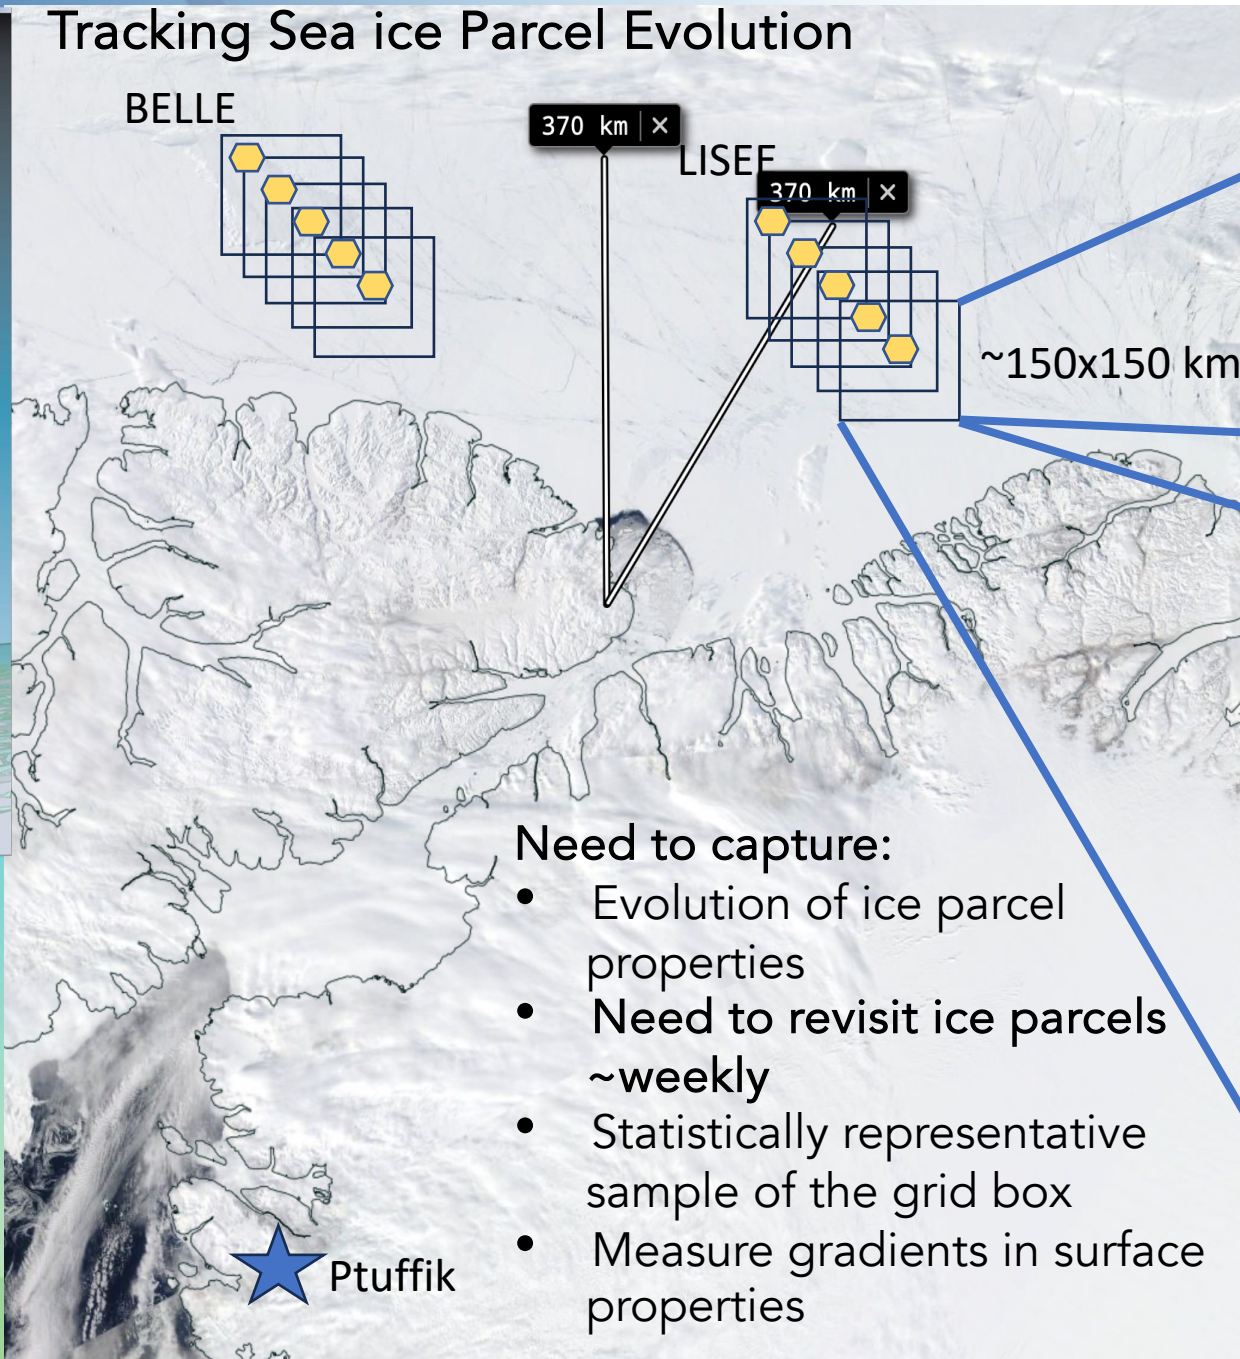 Tracking Sea ice Parcel Evolution
BELLE
370 km | ×
LISEE
370 km | ×
~150x150 km
Need to capture:
• Evolution of ice parcel
properties
• Need to revisit ice parcels
~weekly
• Statistically representative
sample of the grid box
• Measure gradients in surface
properties
Ptuffik